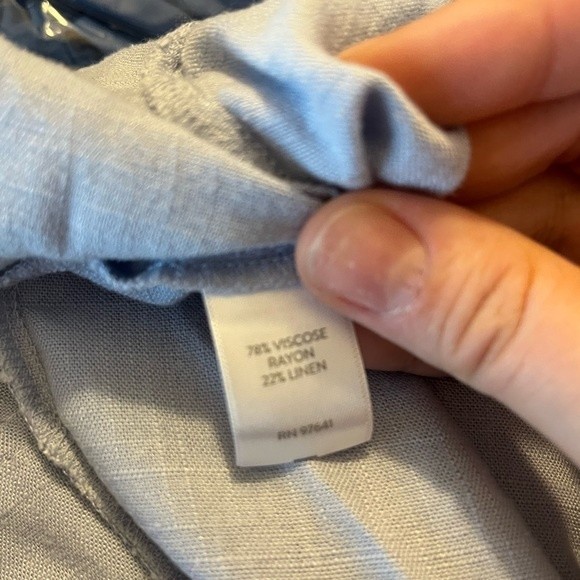 78% VISCOSE
RAYON
22% LINEN
RN 97641